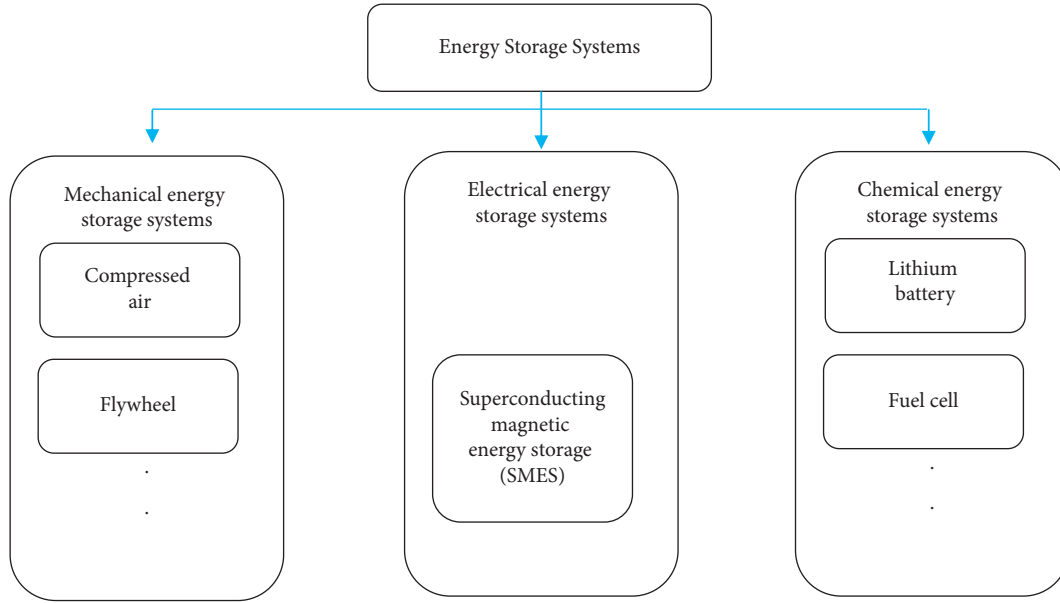 Energy Storage Systems
Mechanical energy
storage systems
Compressed
air
Flywheel
.
.
Electrical energy
storage systems
Superconducting
magnetic
energy storage
(SMES)
Chemical energy
storage systems
Lithium
battery
Fuel cell
.
.